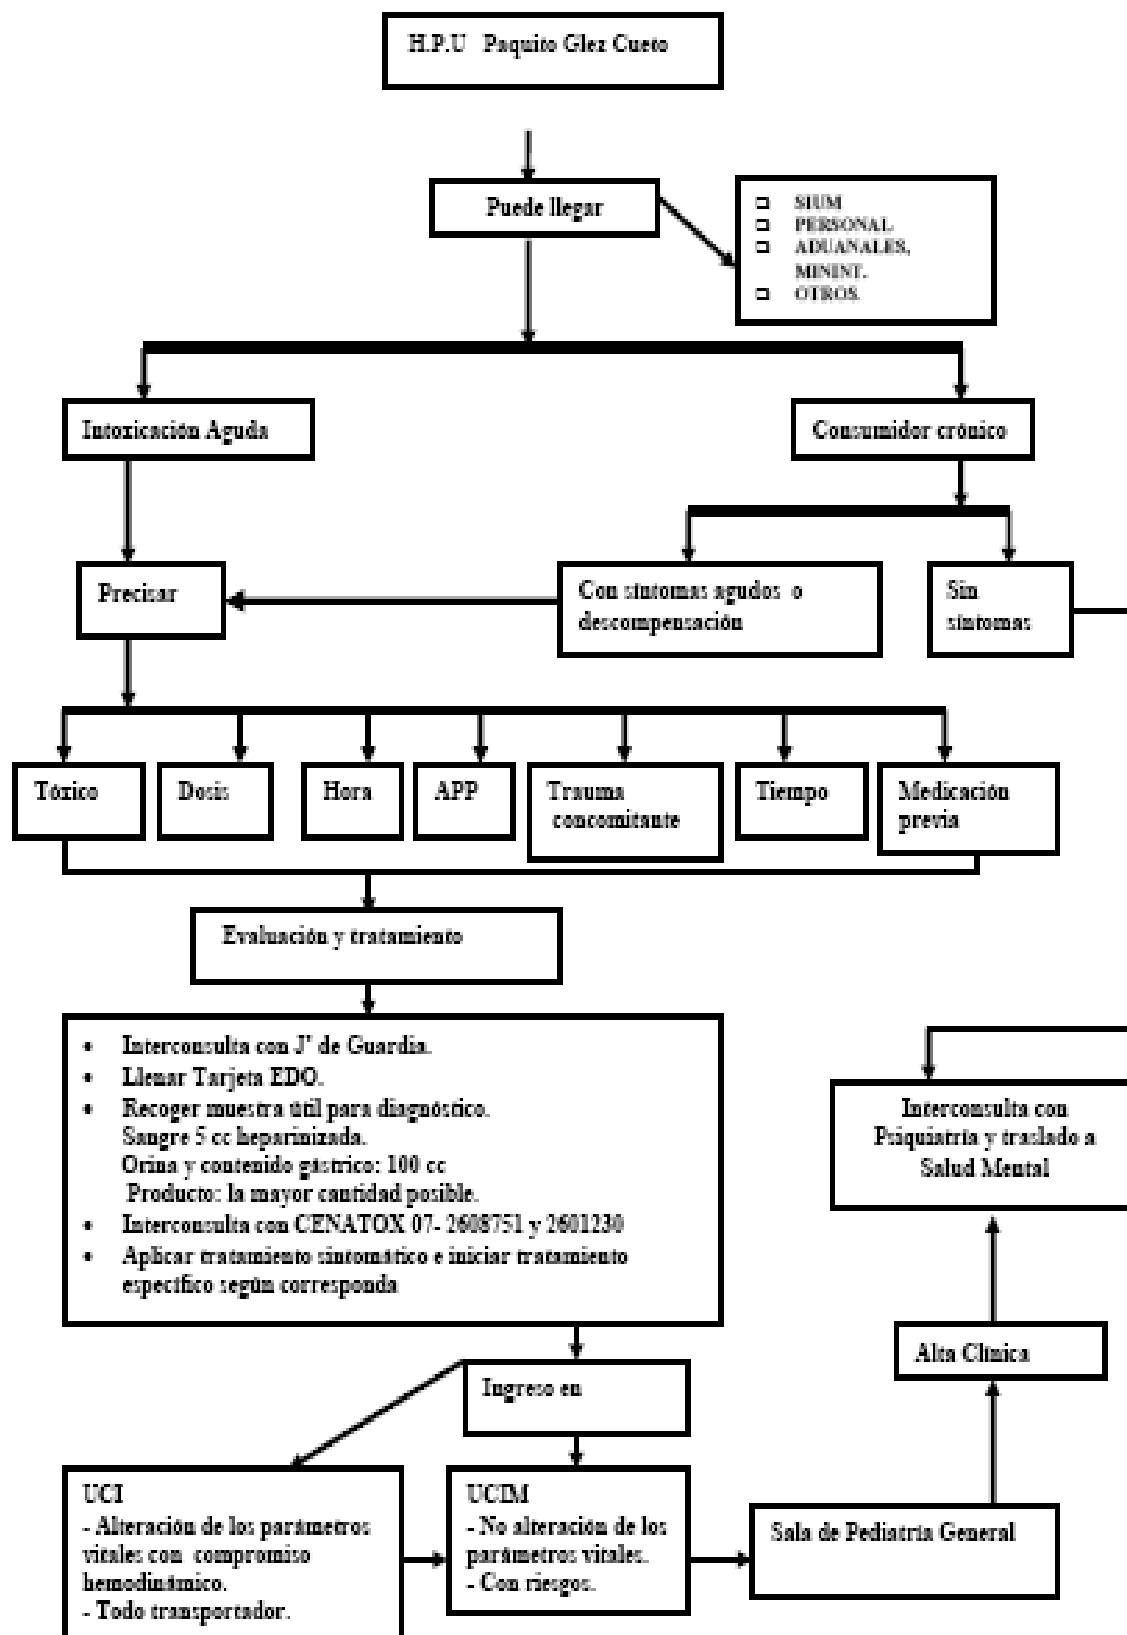 H.P.U Paquito Glez Cueto
Puede llegar
SIUM
PERSONAL
ADUANALES,
MININT.
OTROS.
Intoxicación Aguda
Consumidor crónico
Precisar
Con síntomas agudos o
descompensación
Sin
síntomas
Tóxico
Dosis
Hora
APP
Trauma
concomitante
Tiempo
Medicación
previa
Evaluación y tratamiento
• Interconsulta con J' de Guardia.
• Llenar Tarjeta EDO.
• Recoger muestra útil para diagnóstico.
Sangre 5 cc heparinizada.
Orina y contenido gástrico: 100 cc
Producto: la mayor cantidad posible.
• Interconsulta con CENATOX 07- 2608751 y 2601230
• Aplicar tratamiento sintomático e iniciar tratamiento
específico según corresponda
Interconsulta con
Psiquiatría y traslado a
Salud Mental
Alta Clínica
Ingreso en
UCI
- Alteración de los parámetros
vitales con compromiso
hemodinámico.
- Todo transportador.
UCIM
- No alteración de los
parámetros vitales.
- Con riesgos.
Sala de Pediatría General